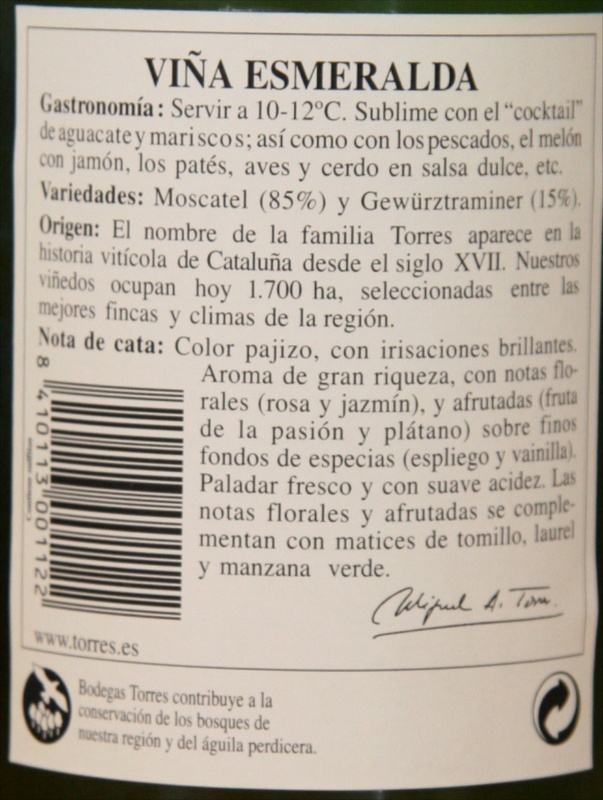 VIÑA ESMERALDA
Gastronomía: Servir a 10-12ºC. Sublime con el "cocktail"
de aguacate y mariscos; así como con los pescados, el melón
con jamón, los patés, aves y cerdo en salsa dulce, etc.
Variedades: Moscatel (85%) y Gewürztraminer (15%).
Origen: El nombre de la familia Torres aparece en la
historia vitícola de Cataluña desde el siglo XVII. Nuestros
viñedos ocupan hoy 1.700 ha, seleccionadas entre las
mejores fincas y climas de la región.
Nota de cata: Color pajizo, con irisaciones brillantes.
Aroma de gran riqueza, con notas flo-
rales (rosa y jazmín), y afrutadas (fruta
de la pasión y plátano) sobre finos
fondos de especias (espliego y vainilla).
Paladar fresco y con suave acidez. Las
notas florales y afrutadas se comple-
mentan con matices de tomillo, laurel
y manzana verde.
8 410113 001122
Contiene sulfitos
Miguel A. Torres
www.torres.es
Bodegas Torres contribuye a la
conservación de los bosques de
nuestra región y del águila perdicera.